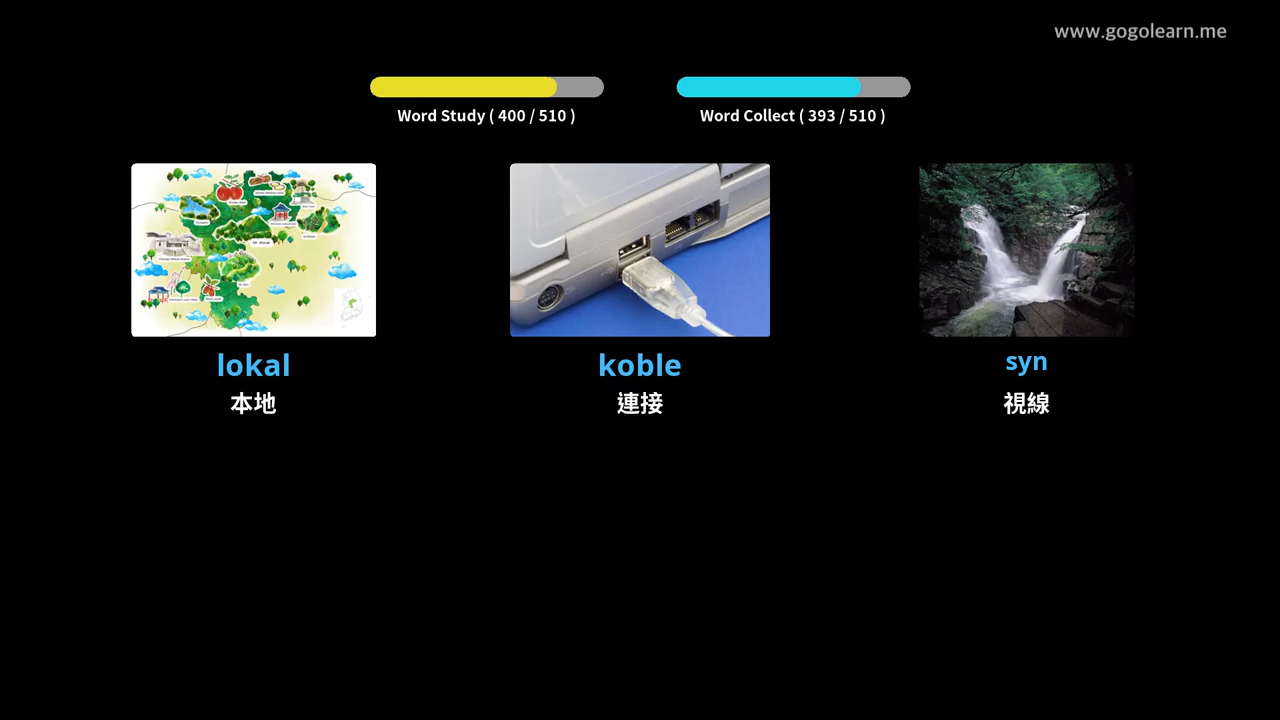 www.gogolearn.me
Word Study ( 400 / 510 )
Word Collect ( 393 / 510 )
lokal
koble
syn
本地
連接
視線